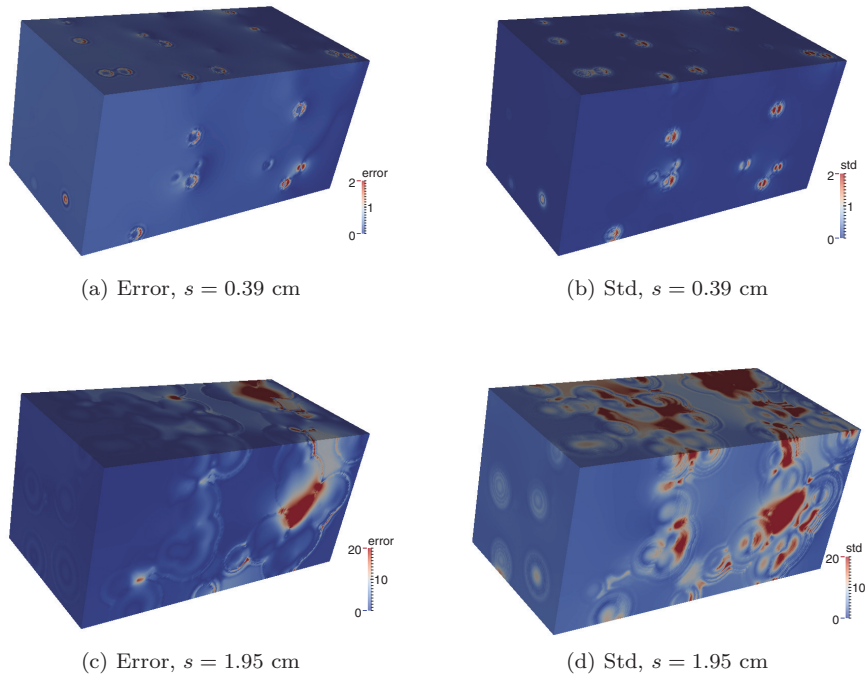 error
2
1
0
std
2
1
0
(a) Error, s = 0.39 cm
(b) Std, s = 0.39 cm
error
20
10
0
std
20
10
0
(c) Error, s = 1.95 cm
(d) Std, s = 1.95 cm